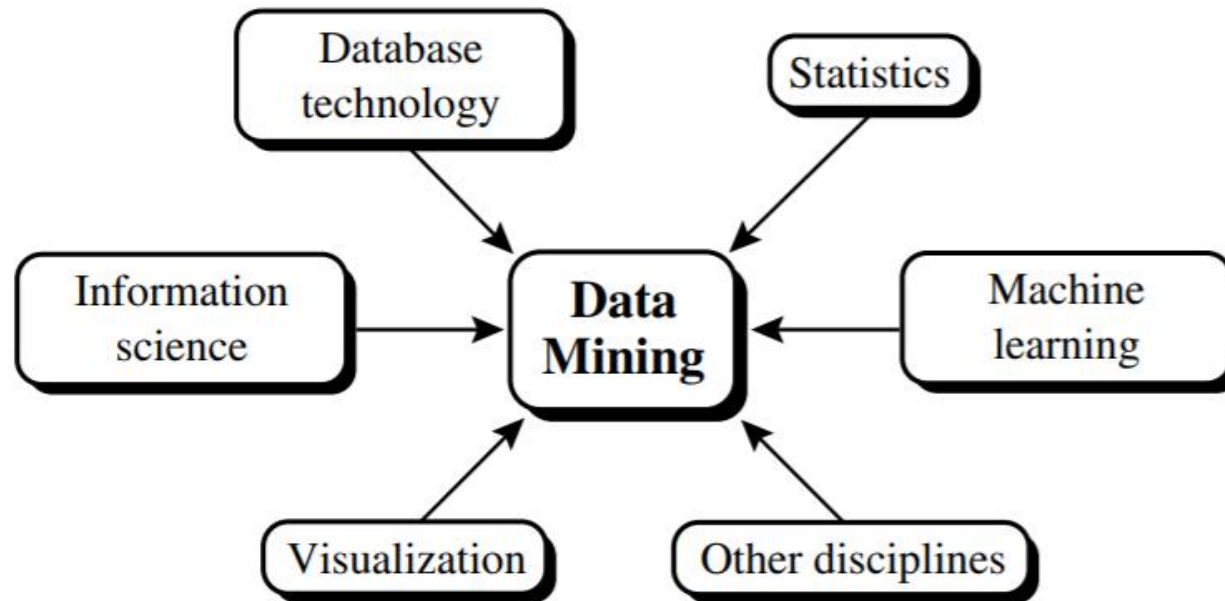 Database
technology
Statistics
Information
science
Data
Mining
Machine
learning
Visualization
Other disciplines